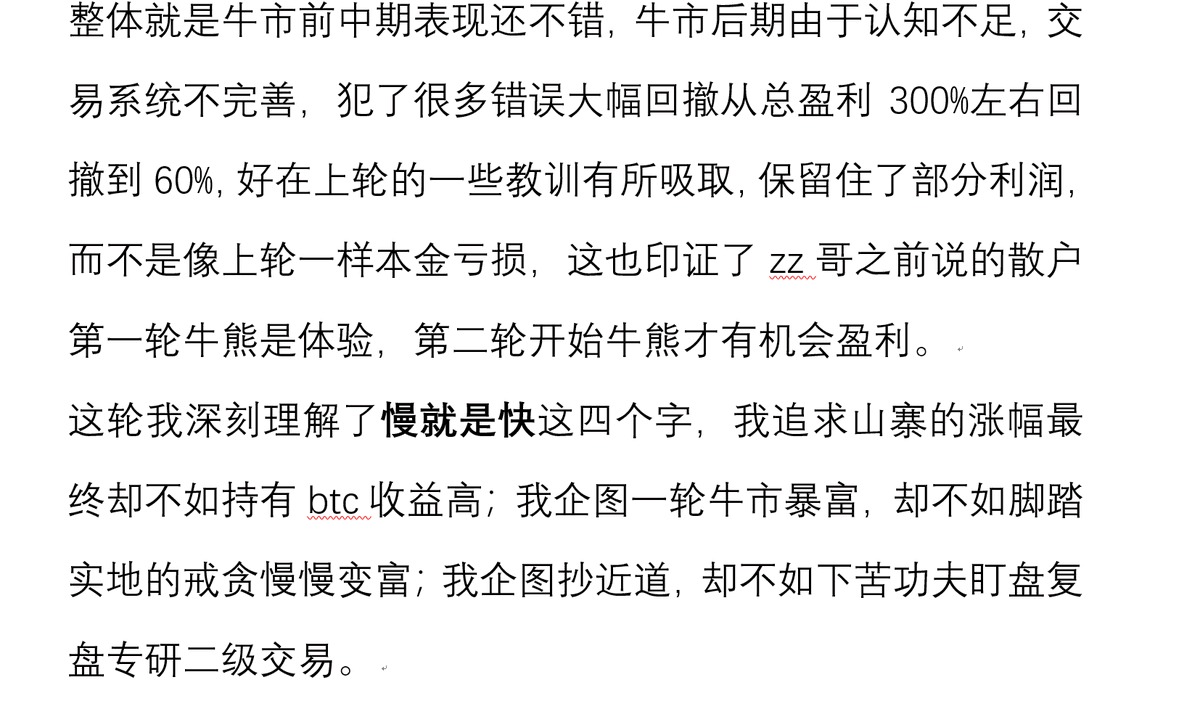 整体就是牛市前中期表现还不错，牛市后期由于认知不足，交
易系统不完善，犯了很多错误大幅回撤从总盈利 300%左右回
撤到 60%，好在上轮的一些教训有所吸取，保留住了部分利润，
而不是像上轮一样本金亏损，这也印证了 zz 哥之前说的散户
第一轮牛熊是体验，第二轮开始牛熊才有机会盈利。
这轮我深刻理解了慢就是快这四个字，我追求山寨的涨幅最
终却不如持有 btc 收益高；我企图一轮牛市暴富，却不如脚踏
实地的戒贪慢慢变富；我企图抄近道，却不如下苦功夫盯盘复
盘专研二级交易。